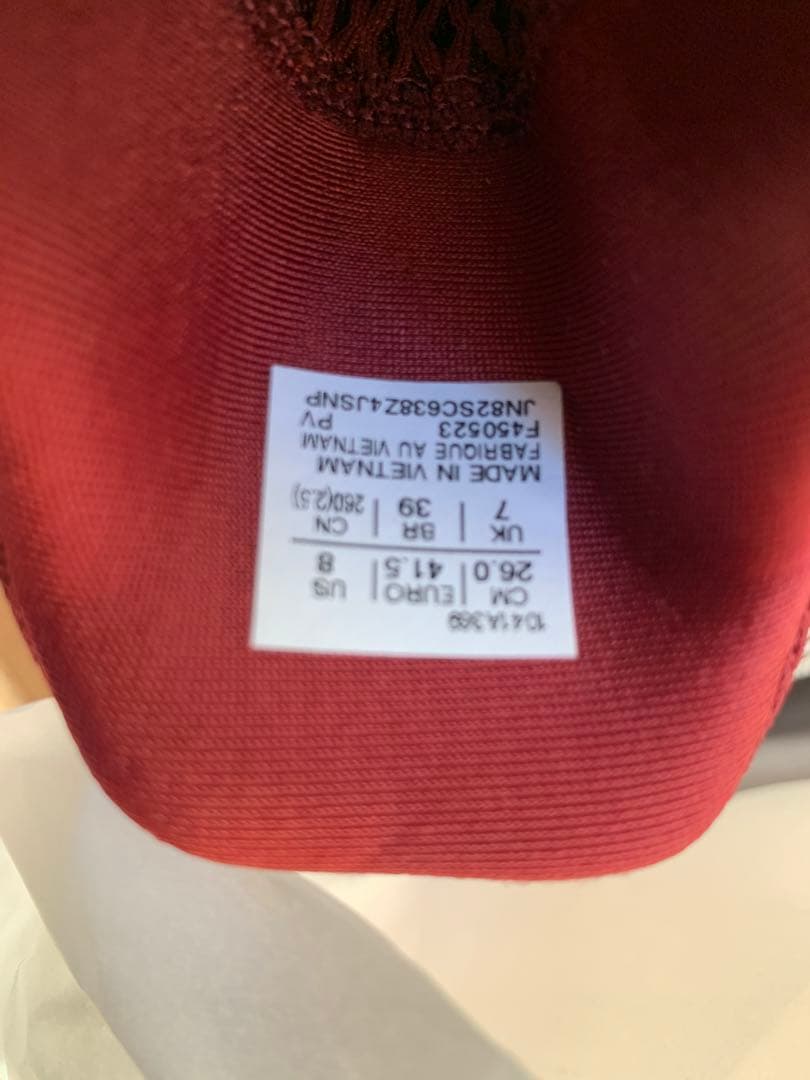 1041A369
CM | EURO | US
26.0 | 41.5 | 8
UK | BR | CN
7 | 39 | 260(2.5)
MADE IN VIETNAM
FABRIQUE AU VIETNAM
F450523 PV
JN82SC638Z4JSNP